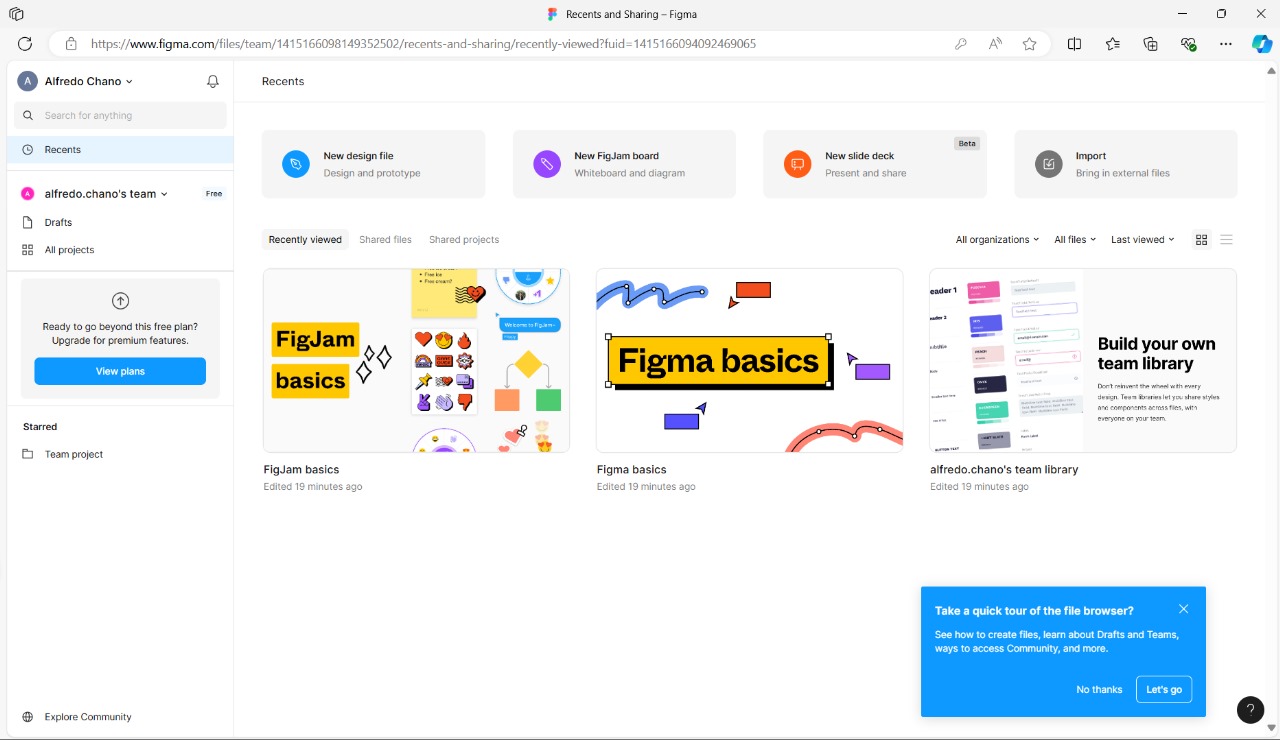 Recents and Sharing – Figma
https://www.figma.com/files/team/1415166098149352502/recents-and-sharing/recently-viewed?fuid=1415166094092469065
A Alfredo Chano
Search for anything
Recents
A alfredo.chano's team Free
Drafts
All projects
Ready to go beyond this free plan?
Upgrade for premium features.
View plans
Starred
Team project
Explore Community
Recents
New design file
Design and prototype
New FigJam board
Whiteboard and diagram
Beta
New slide deck
Present and share
Import
Bring in external files
Recently viewed Shared files Shared projects
All organizations All files Last viewed
Free ice
Free stream?
Welcome to FigJam
FigJam
basics
FigJam basics
Edited 19 minutes ago
Figma basics
Figma basics
Edited 19 minutes ago
eader 1
eader 2
Build your own
team library
Don't reinvent the wheel with every
design. Team libraries let you share styles
and components across files, with
everyone on your team.
alfredo.chano's team library
Edited 19 minutes ago
Take a quick tour of the file browser?
See how to create files, learn about Drafts and Teams,
ways to access Community, and more.
No thanks Let's go
?